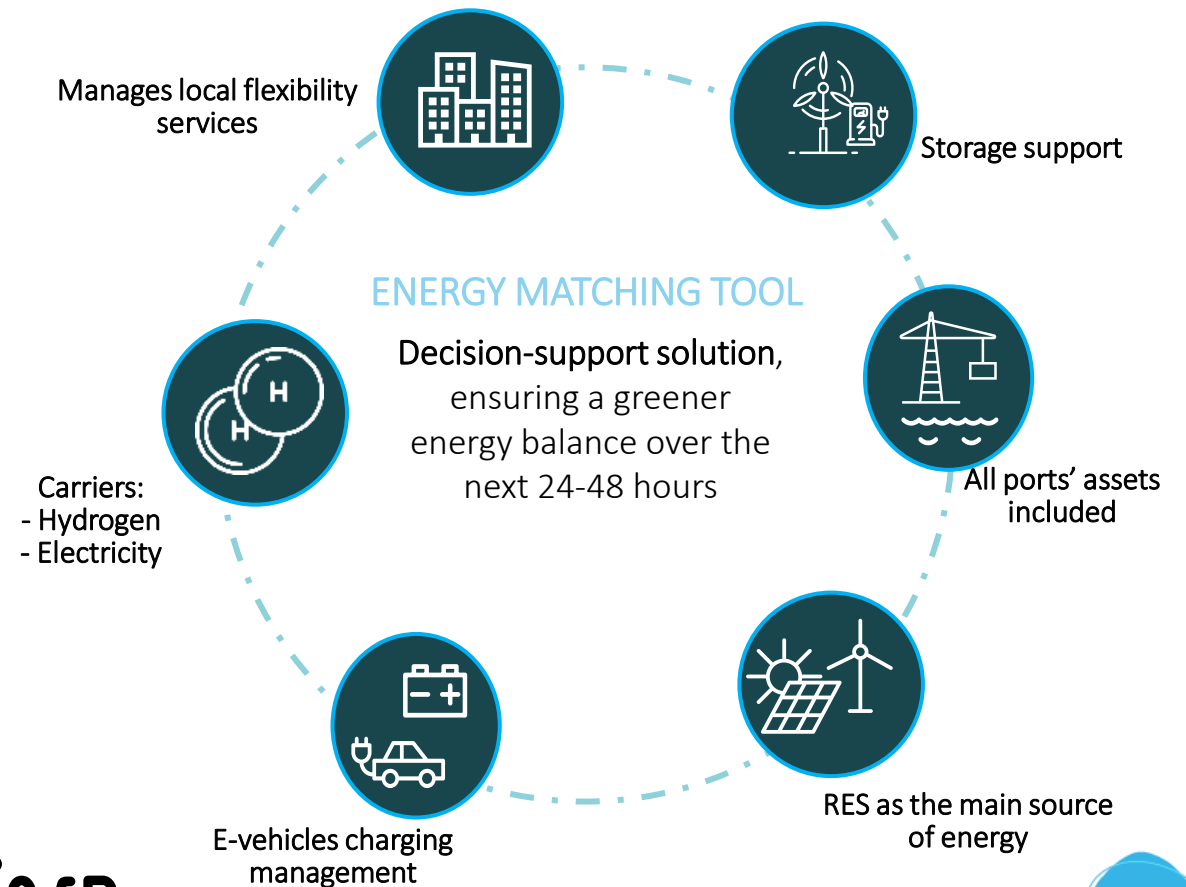 Manages local flexibility
services
Storage support
ENERGY MATCHING TOOL
Decision-support solution,
ensuring a greener
energy balance over the
next 24-48 hours
H
H
All ports’ assets
included
Carriers:
- Hydrogen
- Electricity
RES as the main source
of energy
E-vehicles charging
management